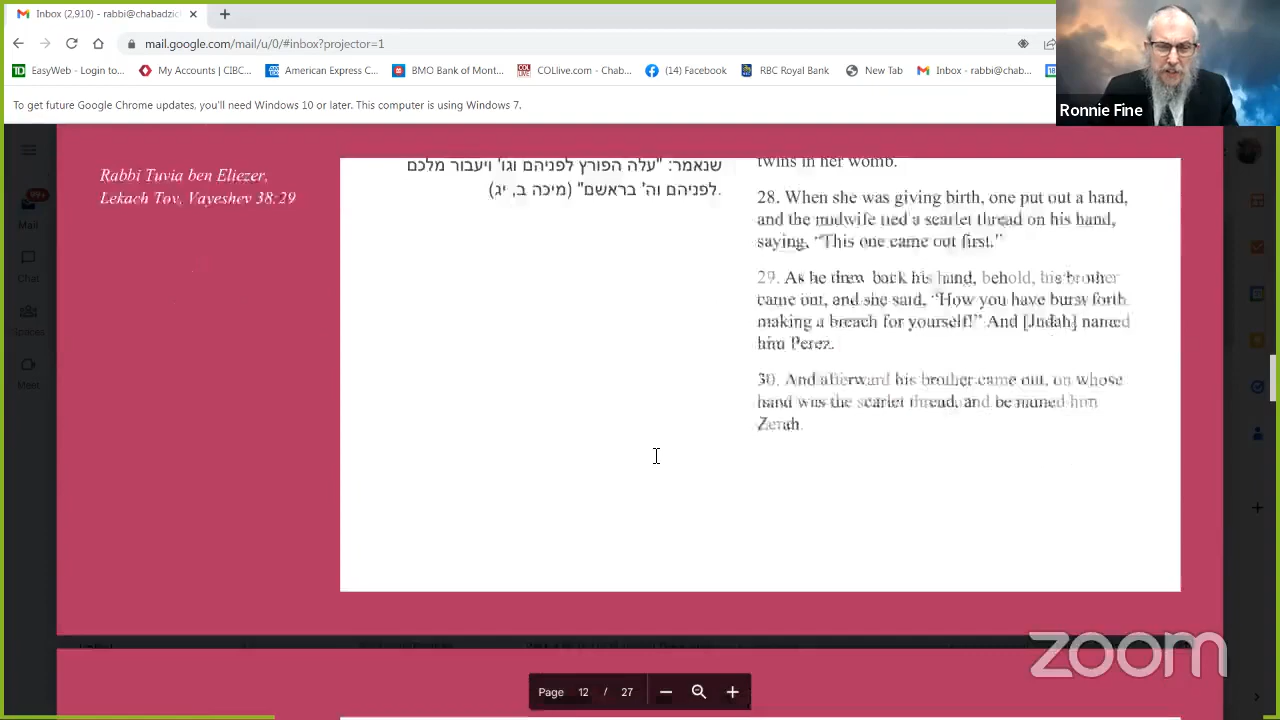 Inbox (2,910) - rabbi@chabadzic
mail.google.com/mail/u/0/#inbox?projector=1
EasyWeb - Login to...
My Accounts | CIBC...
American Express C...
BMO Bank of Mont...
COLlive.com - Chab...
(14) Facebook
RBC Royal Bank
New Tab
Inbox - rabbi@chab...
To get future Google Chrome updates, you'll need Windows 10 or later. This computer is using Windows 7.
Ronnie Fine
99+
Mail
Chat
Spaces
Meet
Rabbi Tuvia ben Eliezer,
Lekach Tov, Vayeshev 38:29
שנאמר: "עלה הפורץ לפניהם וגו' ויעבור מלכם
לפניהם וה' בראשם" (מיכה ב, יג).
twins in her womb.
28. When she was giving birth, one put out a hand,
and the midwife tied a scarlet thread on his hand,
saying, "This one came out first."
29. As he drew back his hand, behold, his brother
came out, and she said, "How you have burst forth
making a breach for yourself!" And [Judah] named
him Perez.
30. And afterward his brother came out, on whose
hand was the scarlet thread, and he named him
Zerah.
Page 12 / 27
zoom